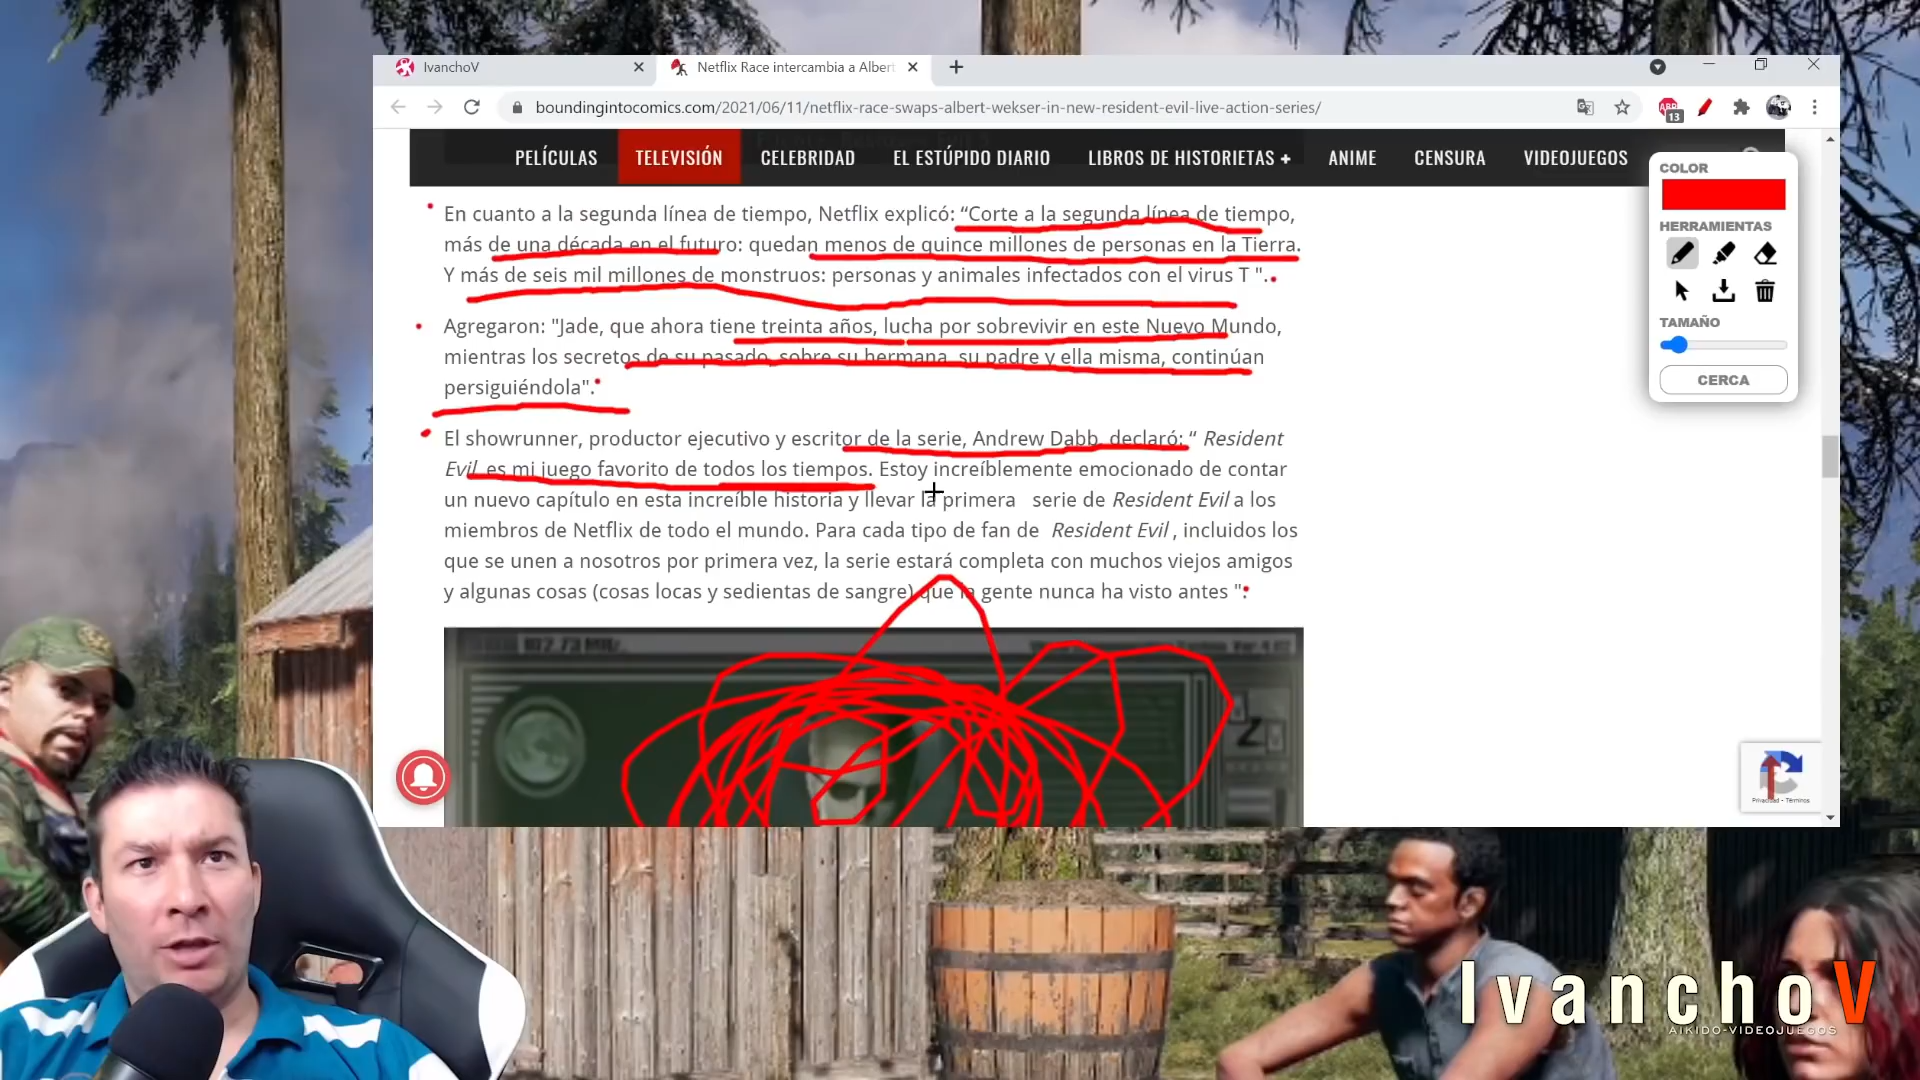 IvanchoV
Netflix Race intercambia a Albert
boundingintocomics.com/2021/06/11/netflix-race-swaps-albert-wekser-in-new-resident-evil-live-action-series/
13
PELÍCULAS TELEVISIÓN CELEBRIDAD EL ESTÚPIDO DIARIO LIBROS DE HISTORIETAS + ANIME CENSURA VIDEOJUEGOS
COLOR
HERRAMIENTAS
TAMAÑO
CERCA
En cuanto a la segunda línea de tiempo, Netflix explicó: “Corte a la segunda línea de tiempo,
más de una década en el futuro: quedan menos de quince millones de personas en la Tierra.
Y más de seis mil millones de monstruos: personas y animales infectados con el virus T ".
Agregaron: "Jade, que ahora tiene treinta años, lucha por sobrevivir en este Nuevo Mundo,
mientras los secretos de su pasado, sobre su hermana, su padre y ella misma, continúan
persiguiéndola".
El showrunner, productor ejecutivo y escritor de la serie, Andrew Dabb, declaró: “ Resident
Evil es mi juego favorito de todos los tiempos. Estoy increíblemente emocionado de contar
un nuevo capítulo en esta increíble historia y llevar la primera serie de Resident Evil a los
miembros de Netflix de todo el mundo. Para cada tipo de fan de Resident Evil , incluidos los
que se unen a nosotros por primera vez, la serie estará completa con muchos viejos amigos
y algunas cosas (cosas locas y sedientas de sangre) que la gente nunca ha visto antes ".
Privacidad • Términos
IvanchoV
AIKIDO-VIDEOJUEGOS